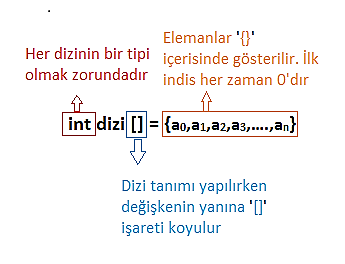 Her dizinin bir tipi
olmak zorundadır
Elemanlar '{}'
içerisinde gösterilir. İlk
indis her zaman 0'dır
int dizi [] = {a₀,a₁,a₂,a₃,....,aₙ}
Dizi tanımı yapılırken
değişkenin yanına '[]'
işareti koyulur